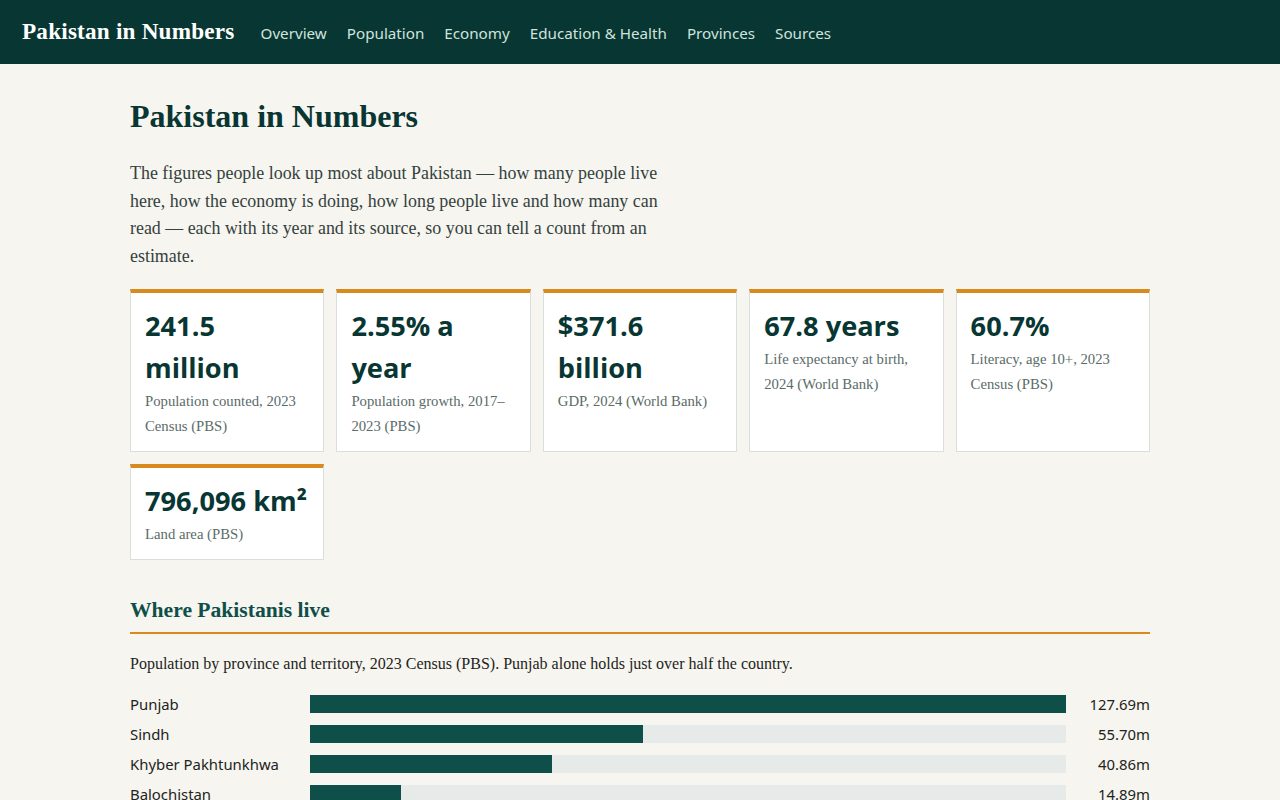 Pakistan in Numbers
Overview
Population
Economy
Education & Health
Provinces
Sources
Pakistan in Numbers
The figures people look up most about Pakistan — how many people live
here, how the economy is doing, how long people live and how many can
read — each with its year and its source, so you can tell a count from an
estimate.
241.5
million
Population counted, 2023
Census (PBS)
2.55% a
year
Population growth, 2017–
2023 (PBS)
$371.6
billion
GDP, 2024 (World Bank)
67.8 years
Life expectancy at birth,
2024 (World Bank)
60.7%
Literacy, age 10+, 2023
Census (PBS)
796,096 km²
Land area (PBS)
Where Pakistanis live
Population by province and territory, 2023 Census (PBS). Punjab alone holds just over half the country.
Punjab 127.69m
Sindh 55.70m
Khyber Pakhtunkhwa 40.86m
Balochistan 14.89m